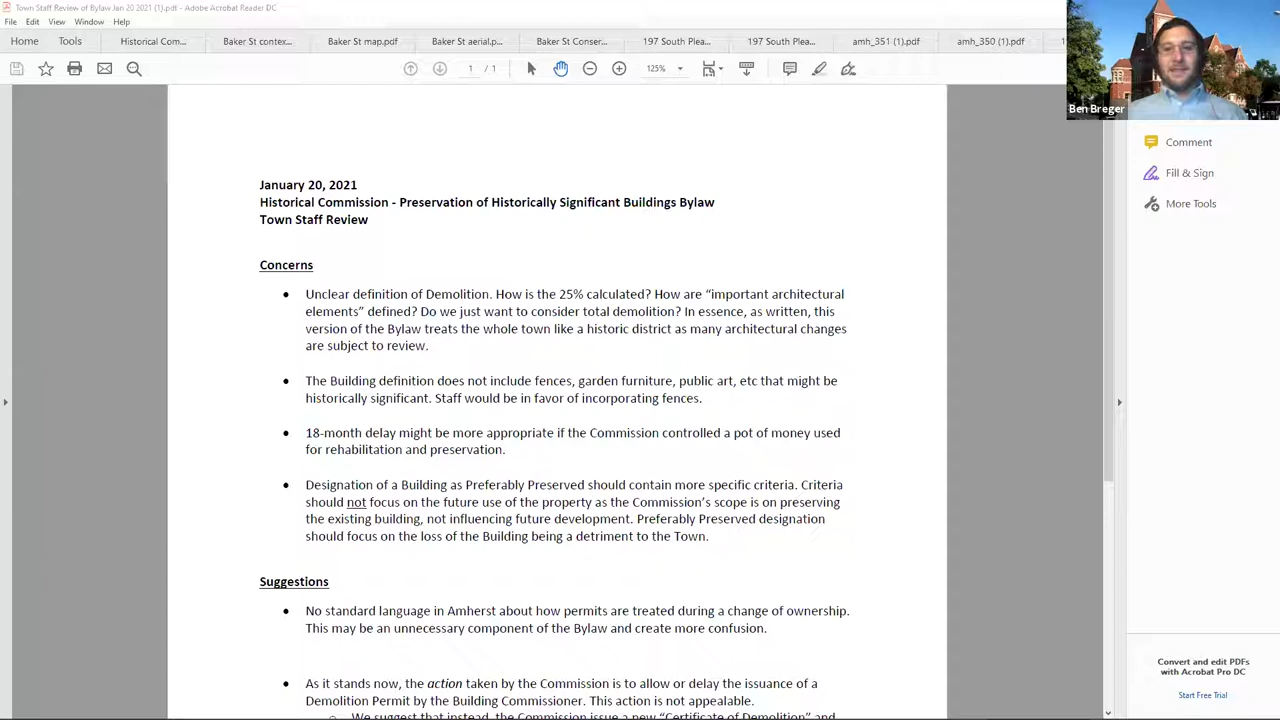 Town Staff Review of Bylaw Jan 20 2021 (1).pdf - Adobe Acrobat Reader DC
File Edit View Window Help
Home Tools Historical Com... Baker St contex... Baker St map.pdf Baker St aerial.p... Baker St Conser... 197 South Plea... 197 South Plea... amh_351 (1).pdf amh_350 (1).pdf
1 / 1 125%
Ben Breger
Comment
Fill & Sign
More Tools
January 20, 2021
Historical Commission - Preservation of Historically Significant Buildings Bylaw
Town Staff Review
Concerns
• Unclear definition of Demolition. How is the 25% calculated? How are “important architectural
elements” defined? Do we just want to consider total demolition? In essence, as written, this
version of the Bylaw treats the whole town like a historic district as many architectural changes
are subject to review.
• The Building definition does not include fences, garden furniture, public art, etc that might be
historically significant. Staff would be in favor of incorporating fences.
• 18-month delay might be more appropriate if the Commission controlled a pot of money used
for rehabilitation and preservation.
• Designation of a Building as Preferably Preserved should contain more specific criteria. Criteria
should not focus on the future use of the property as the Commission’s scope is on preserving
the existing building, not influencing future development. Preferably Preserved designation
should focus on the loss of the Building being a detriment to the Town.
Suggestions
• No standard language in Amherst about how permits are treated during a change of ownership.
This may be an unnecessary component of the Bylaw and create more confusion.
• As it stands now, the action taken by the Commission is to allow or delay the issuance of a
Demolition Permit by the Building Commissioner. This action is not appealable.
o We suggest that instead, the Commission issue a new “Certificate of Demolition” and
Convert and edit PDFs
with Acrobat Pro DC
Start Free Trial